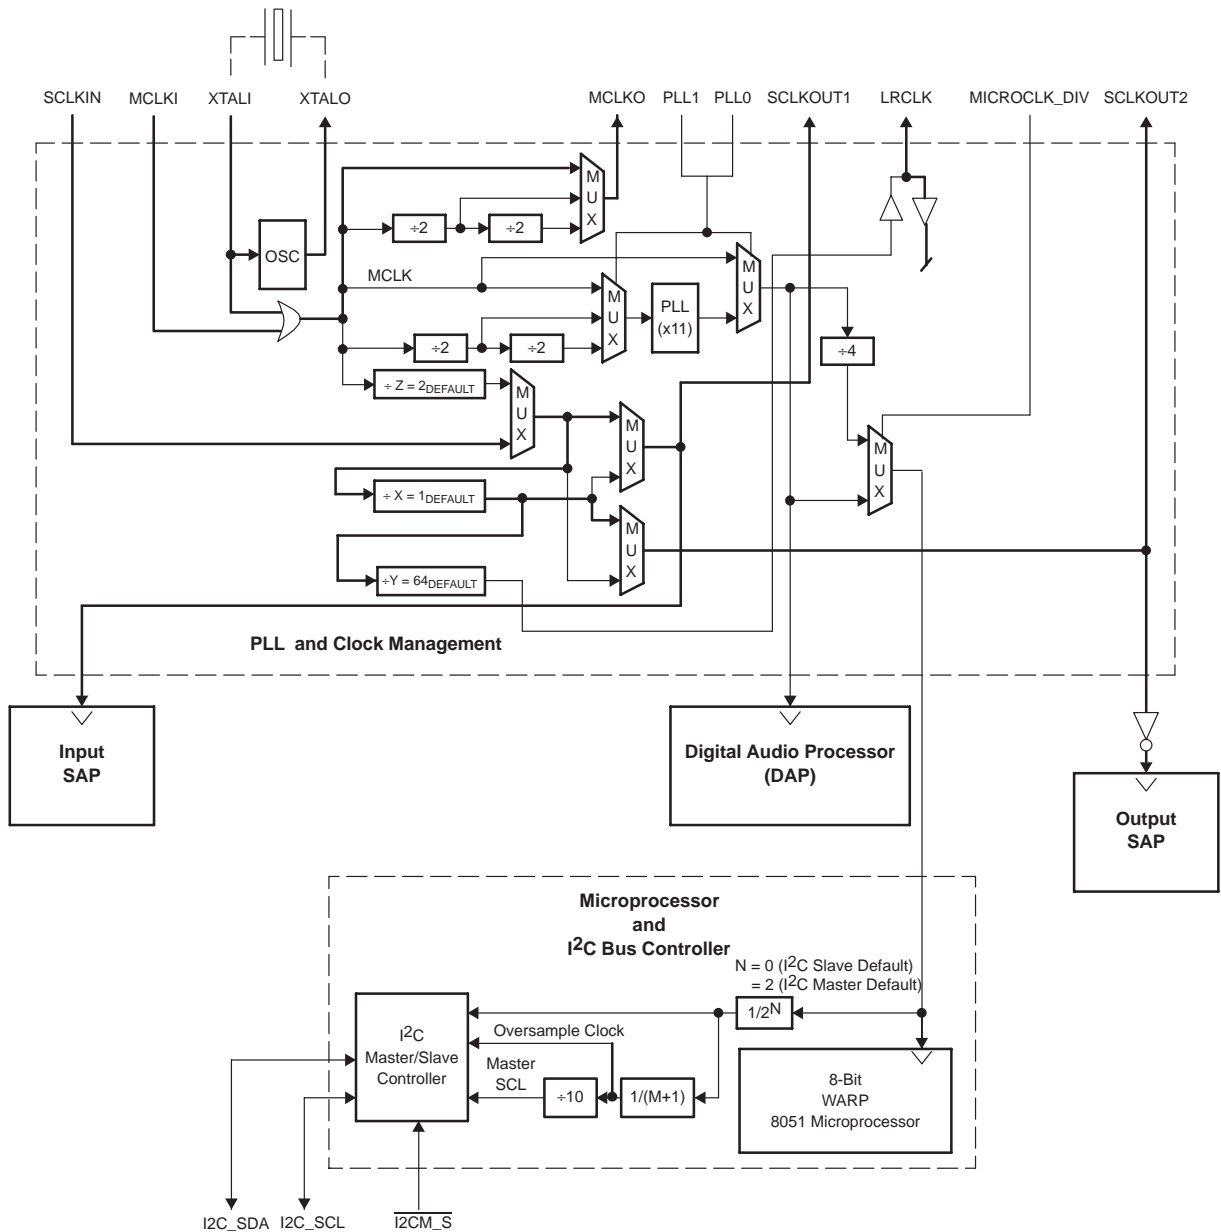 SCLKIN MCLKI XTALI XTALO MCLKO PLL1 PLL0 SCLKOUT1 LRCLK MICROCLK_DIV SCLKOUT2
M
U
X
÷2 ÷2
OSC
MCLK
M
U
X
M
U
X
PLL
(x11)
÷2 ÷2
÷4
÷ Z = 2DEFAULT
M
U
X
M
U
X
M
U
X
÷ X = 1DEFAULT
M
U
X
÷Y = 64DEFAULT
PLL and Clock Management
Input
SAP
Digital Audio Processor
(DAP)
Output
SAP
Microprocessor
and
I2C Bus Controller
N = 0 (I2C Slave Default)
= 2 (I2C Master Default)
1/2N
I2C
Master/Slave
Controller
Oversample Clock
Master
SCL
÷10 1/(M+1)
8-Bit
WARP
8051 Microprocessor
I2C_SDA I2C_SCL I2CM_S